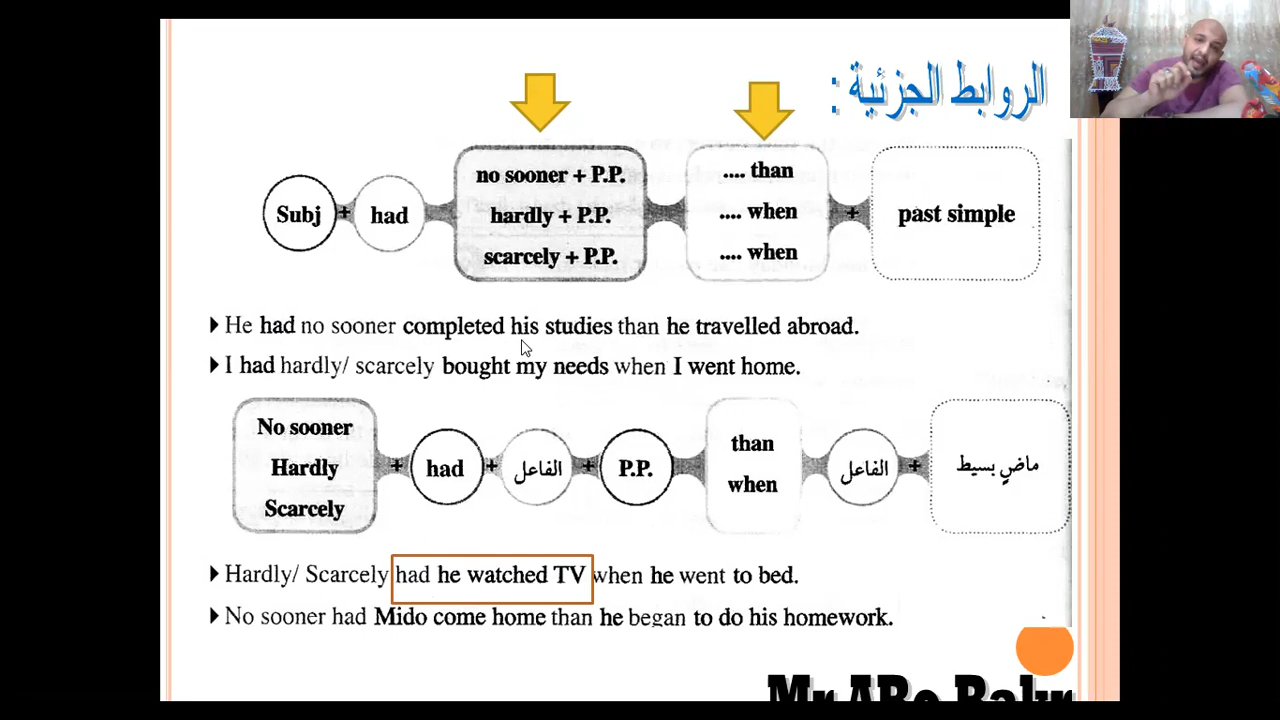 الروابط الجزئية :
Subj + had
no sooner + P.P.
hardly + P.P.
scarcely + P.P.
.... than
.... when
.... when
+ past simple
He had no sooner completed his studies than he travelled abroad.
I had hardly/ scarcely bought my needs when I went home.
No sooner
Hardly
Scarcely
+ had + الفاعل + P.P.
than
when
الفاعل + ماضٍ بسيط
Hardly/ Scarcely had he watched TV when he went to bed.
No sooner had Mido come home than he began to do his homework.
Mr ABo Bakr